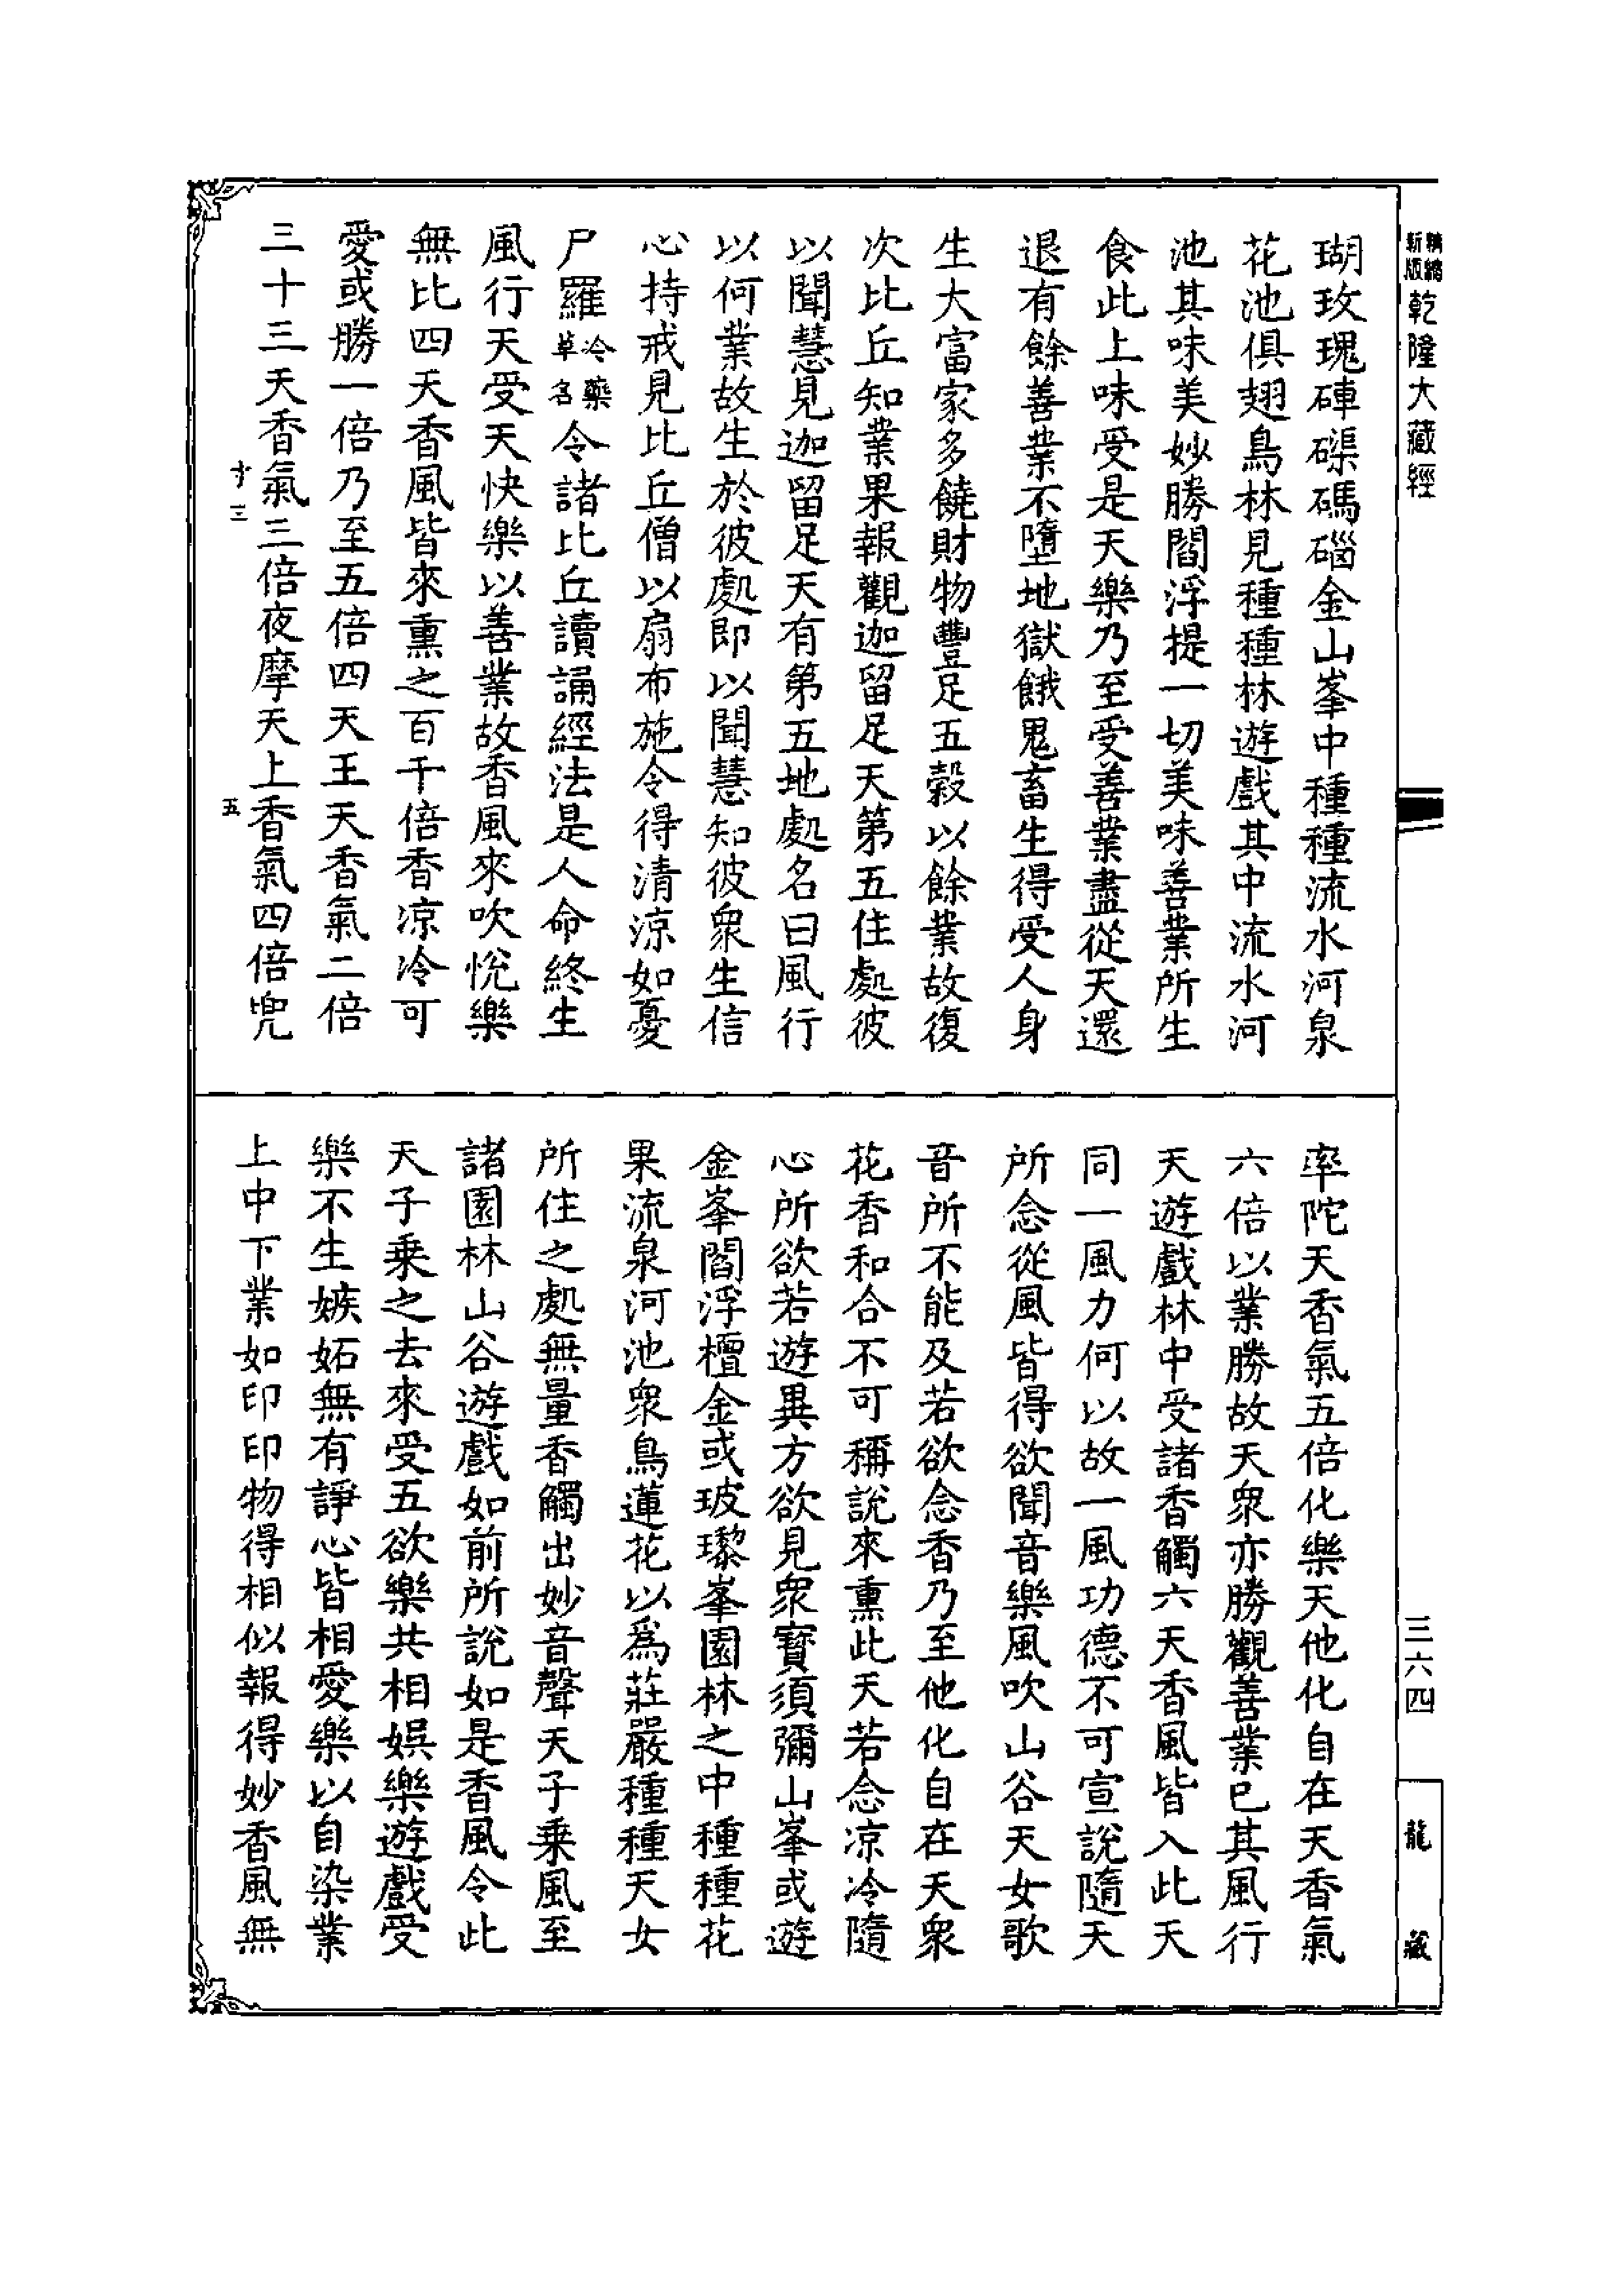 精縮新版乾隆大藏經
瑚玫瑰硨磲碼碯金山峯中種種流水河泉
花池俱翅鳥林見種種林遊戲其中流水河
池其味美妙勝閻浮提一切美味善業所生
食此上味受是天樂乃至受善業盡從天還
退有餘善業不墮地獄餓鬼畜生得受人身
生大富家多饒財物豐足五穀以餘業故復
次比丘知業果報觀迦留足天第五住處彼
以聞慧見迦留足天有第五地處名曰風行
以何業故生於彼處即以聞慧知彼衆生信
心持戒見比丘僧以扇布施令得清涼如憂
尸羅冷藥草名令諸比丘讀誦經法是人命終生
風行天受天快樂以善業故香風來吹悅樂
無比四天香風皆來熏之百千倍香凉冷可
愛或勝一倍乃至五倍四天王天香氣二倍
三十三天香氣三倍夜摩天上香氣四倍兜
三
五
率陀天香氣五倍化樂天他化自在天香氣
六倍以業勝故天衆亦勝觀善業已其風行
天遊戲林中受諸香觸六天香風皆入此天
同一風力何以故一風功德不可宣說隨天
所念從風皆得欲聞音樂風吹山谷天女歌
音所不能及若欲念香乃至他化自在天衆
花香和合不可稱說來熏此天若念凉冷隨
心所欲若遊異方欲見衆寳須彌山峯或遊
金峯閻浮檀金或玻瓈峯園林之中種種花
果流泉河池衆鳥蓮花以爲莊嚴種種天女
所住之處無量香觸出妙音聲天子乗風至
諸園林山谷遊戲如前所說如是香風令此
天子乗之去來受五欲樂共相娛樂遊戲受
樂不生嫉妬無有諍心皆相愛樂以自染業
上中下業如印印物得相似報得妙香風無
三六四
龍藏